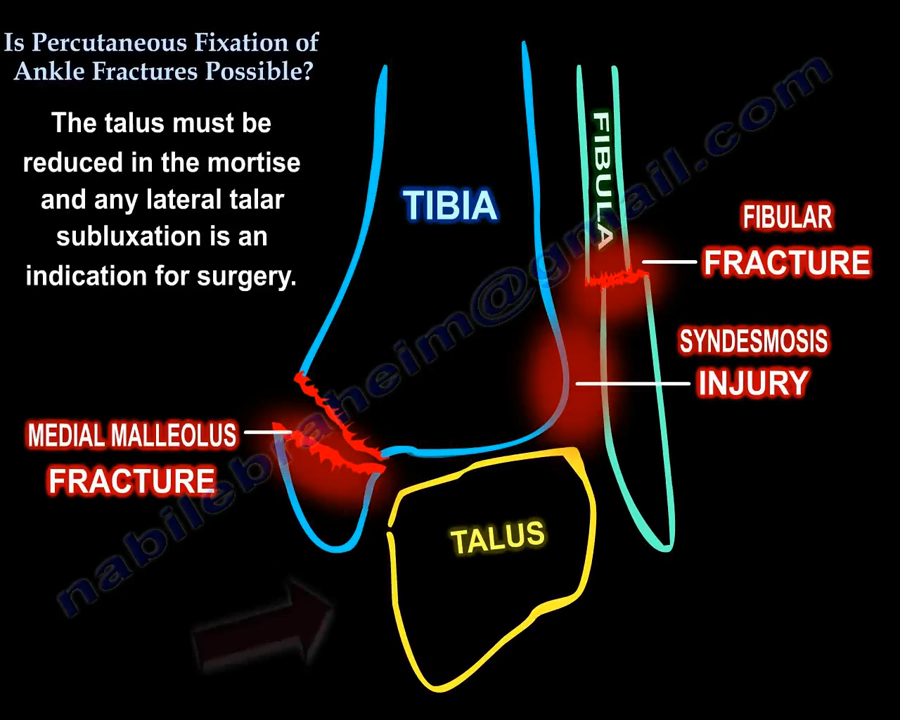 Is Percutaneous Fixation of
Ankle Fractures Possible?
The talus must be
reduced in the mortise
and any lateral talar
subluxation is an
indication for surgery.
TIBIA
FIBULA
FIBULAR
FRACTURE
SYNDESMOSIS
INJURY
MEDIAL MALLEOLUS
FRACTURE
TALUS
nabilebraheim@gmail.com